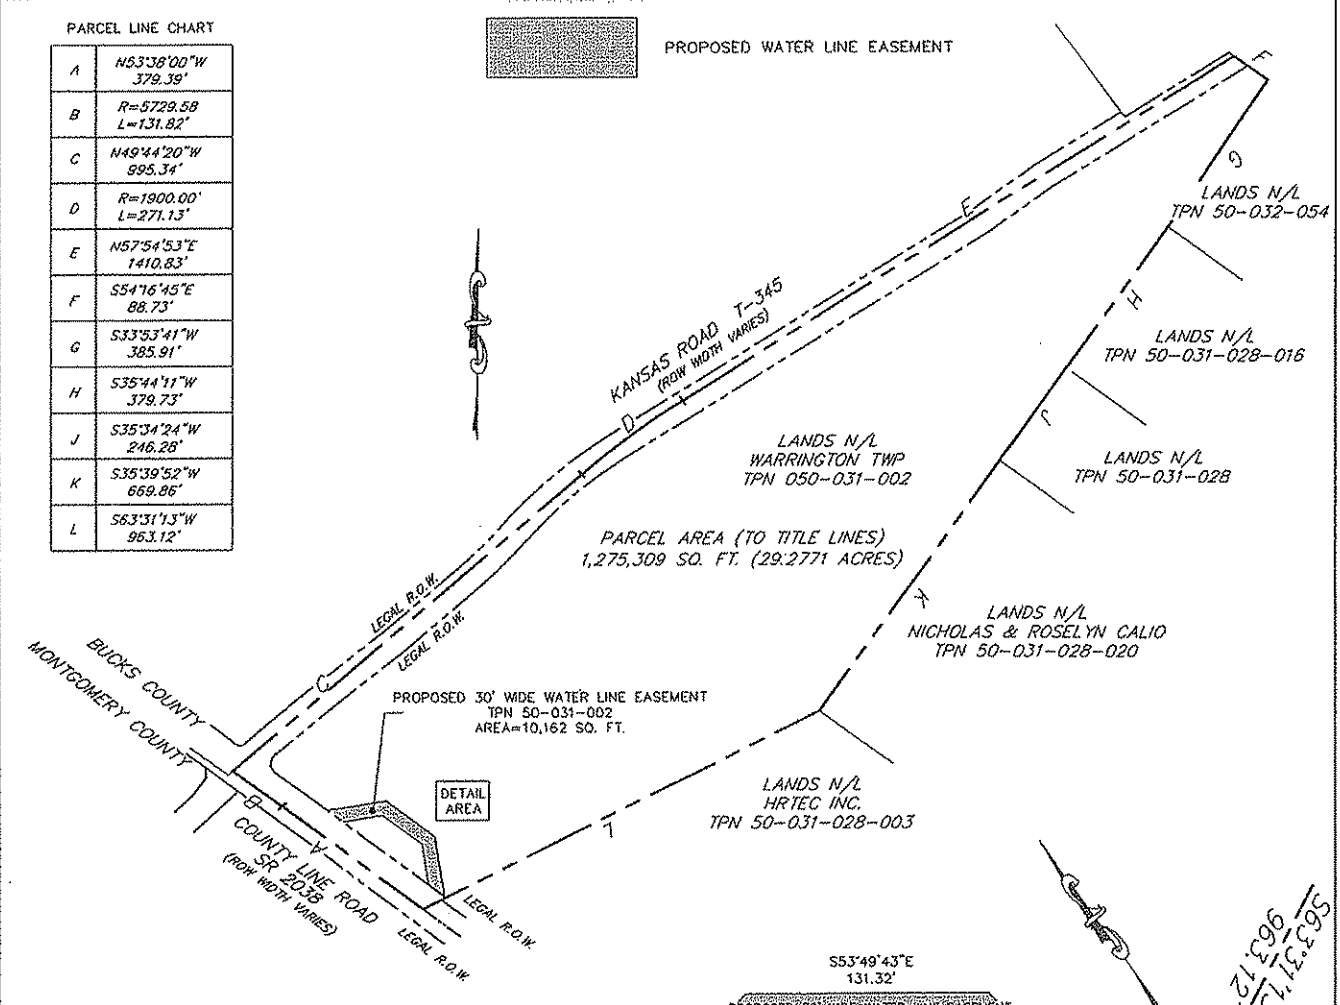 PARCEL LINE CHART
A N53°38'00"W
379.39'
B R=5729.58
L=131.82'
C N49°44'20"W
995.34'
D R=1900.00'
L=271.13'
E N57°54'53"E
1410.83'
F S54°16'45"E
88.73'
G S33°53'41"W
385.91'
H S35°44'11"W
379.73'
J S35°34'24"W
246.28'
K S35°39'52"W
669.86'
L S63°31'13"W
963.12'
PROPOSED WATER LINE EASEMENT
F
G
LANDS N/L
TPN 50-032-054
E
H
LANDS N/L
TPN 50-031-028-016
KANSAS ROAD T-345
(ROW WIDTH VARIES)
D
J
LANDS N/L
WARRINGTON TWP
TPN 050-031-002
LANDS N/L
TPN 50-031-028
PARCEL AREA (TO TITLE LINES)
1,275,309 SQ. FT. (29.2771 ACRES)
K
LANDS N/L
NICHOLAS & ROSELYN CALIO
TPN 50-031-028-020
LEGAL R.O.W.
LEGAL R.O.W.
C
BUCKS COUNTY
MONTGOMERY COUNTY
PROPOSED 30' WIDE WATER LINE EASEMENT
TPN 50-031-002
AREA=10,162 SQ. FT.
DETAIL
AREA
LANDS N/L
HRTEC INC.
TPN 50-031-028-003
L
B
A
COUNTY LINE ROAD
SR 2038
(ROW WIDTH VARIES)
LEGAL R.O.W.
LEGAL R.O.W.
S53°49'43"E
131.32'
S63°31'1
963.12